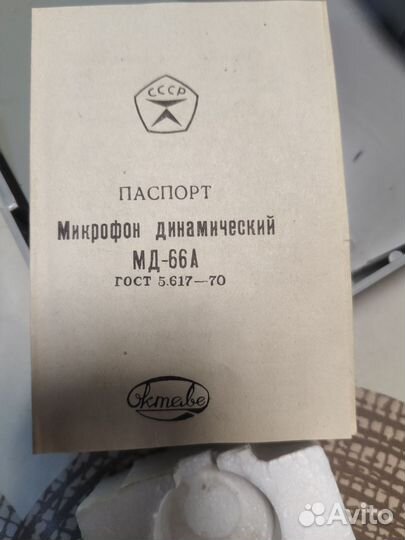 СССР
ПАСПОРТ
Микрофон динамический
МД-66А
ГОСТ 5.617—70
Октава
Avito